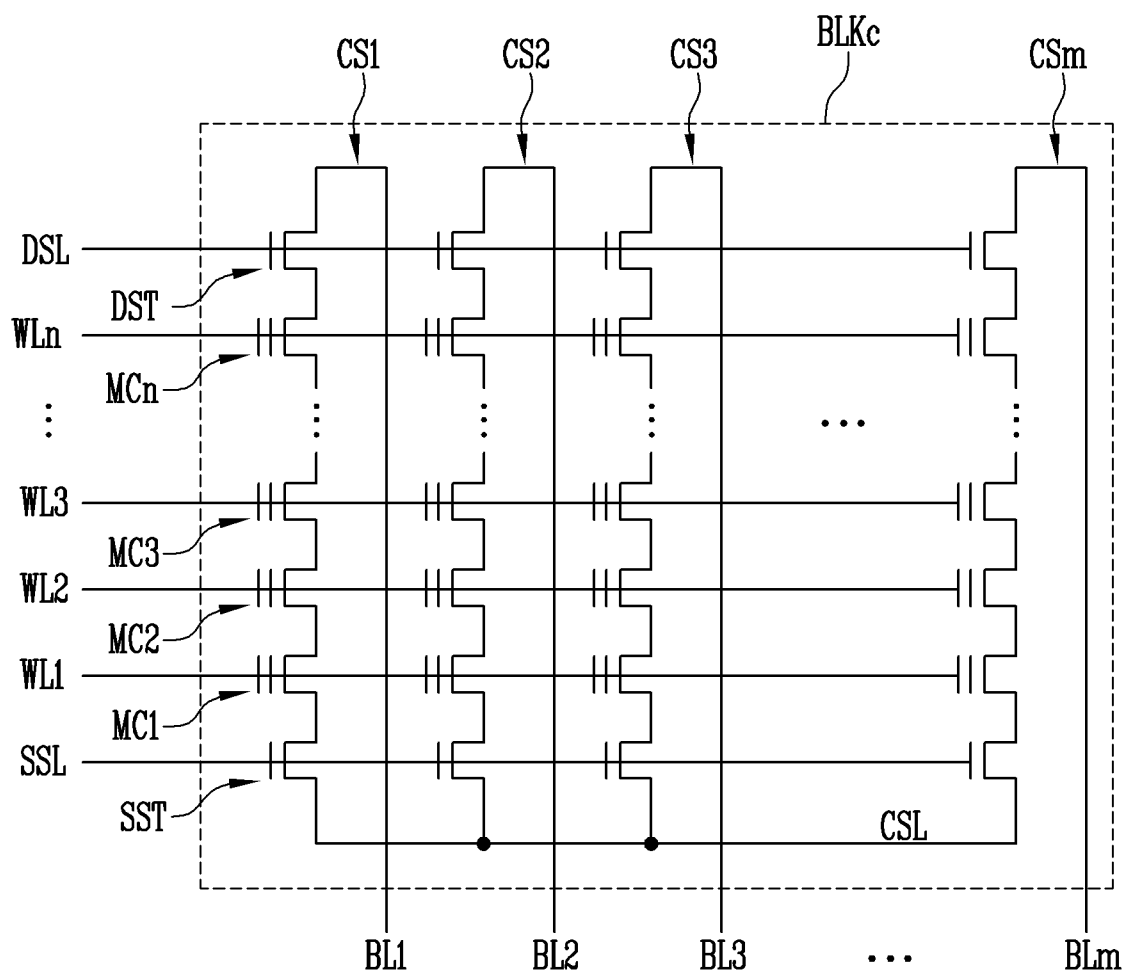 BLKc
CS1 CS2 CS3 CSm
DSL
DST
WLn
MCn
⋮ ⋮ ⋮ ⋮ ... ⋮
WL3
MC3
WL2
MC2
WL1
MC1
SSL
SST
CSL
BL1 BL2 BL3 ... BLm